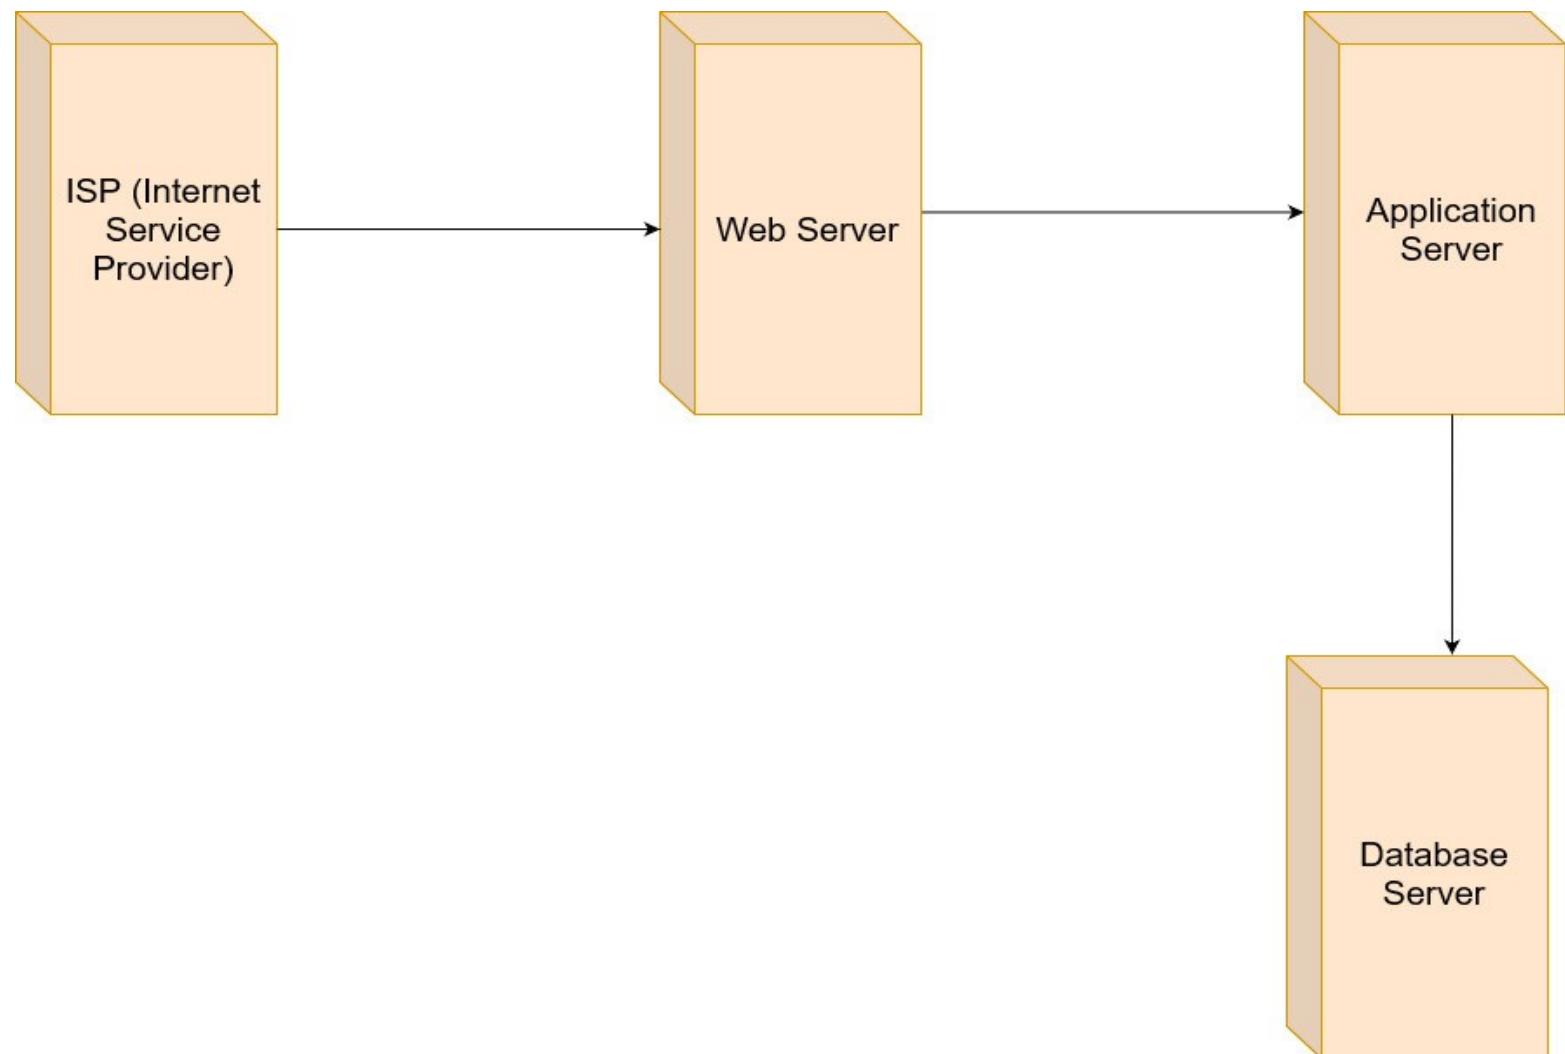 ISP (Internet
Service
Provider)
Web Server
Application
Server
Database
Server